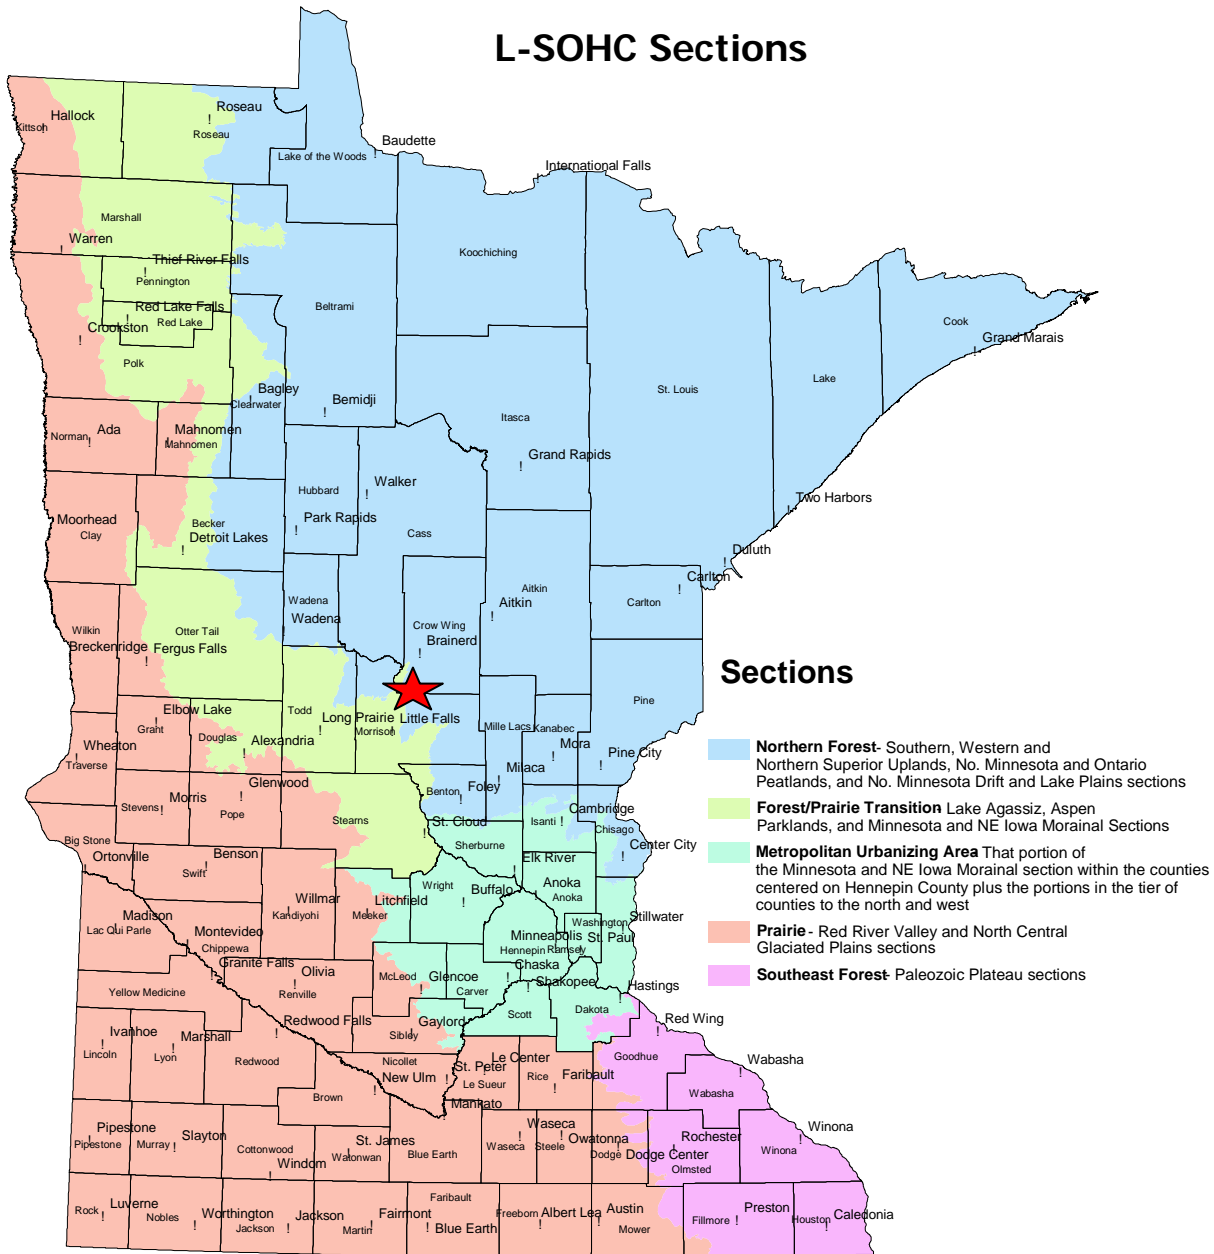 L-SOHC Sections
Hallock
Kittson
Roseau
Roseau
Lake of the Woods
Baudette
International Falls
Marshall
Warren
Thief River Falls
Pennington
Red Lake Falls
Red Lake
Crookston
Polk
Koochiching
Beltrami
Cook
Grand Marais
Lake
St. Louis
Bagley
Clearwater
Bemidji
Itasca
Grand Rapids
Norman
Ada
Mahnomen
Mahnomen
Hubbard
Walker
Park Rapids
Cass
Two Harbors
Moorhead
Clay
Becker
Detroit Lakes
Duluth
Carlton
Carlton
Aitkin
Aitkin
Wadena
Wadena
Crow Wing
Brainerd
Wilkin
Breckenridge
Otter Tail
Fergus Falls
Pine
Elbow Lake
Grant
Todd
Long Prairie
Little Falls
Morrison
Mille Lacs
Kanabec
Mora
Pine City
Milaca
Wheaton
Traverse
Douglas
Alexandria
Glenwood
Morris
Stevens
Pope
Stearns
Benton
Foley
St. Cloud
Sherburne
Isanti
Cambridge
Chisago
Center City
Big Stone
Ortonville
Benson
Swift
Elk River
Anoka
Anoka
Wright
Buffalo
Litchfield
Meeker
Willmar
Kandiyohi
Madison
Lac Qui Parle
Montevideo
Chippewa
Granite Falls
Olivia
Renville
Yellow Medicine
McLeod
Glencoe
Carver
Minneapolis
Hennepin
Ramsey
Washington
Stillwater
St. Paul
Chaska
Shakopee
Scott
Dakota
Hastings
Red Wing
Goodhue
Wabasha
Wabasha
Ivanhoe
Lincoln
Marshall
Lyon
Redwood Falls
Redwood
Sibley
Gaylord
Nicollet
New Ulm
Brown
St. Peter
Le Center
Le Sueur
Rice
Faribault
Mankato
Pipestone
Pipestone
Slayton
Murray
Cottonwood
Windom
St. James
Watonwan
Blue Earth
Waseca
Waseca
Steele
Owatonna
Dodge
Dodge Center
Rochester
Olmsted
Winona
Winona
Rock
Luverne
Nobles
Worthington
Jackson
Jackson
Martin
Fairmont
Faribault
Blue Earth
Freeborn
Albert Lea
Austin
Mower
Fillmore
Preston
Houston
Caledonia
Sections
Northern Forest- Southern, Western and
Northern Superior Uplands, No. Minnesota and Ontario
Peatlands, and No. Minnesota Drift and Lake Plains sections
Forest/Prairie Transition Lake Agassiz, Aspen
Parklands, and Minnesota and NE Iowa Morainal Sections
Metropolitan Urbanizing Area That portion of
the Minnesota and NE Iowa Morainal section within the counties
centered on Hennepin County plus the portions in the tier of
counties to the north and west
Prairie - Red River Valley and North Central
Glaciated Plains sections
Southeast Forest- Paleozoic Plateau sections